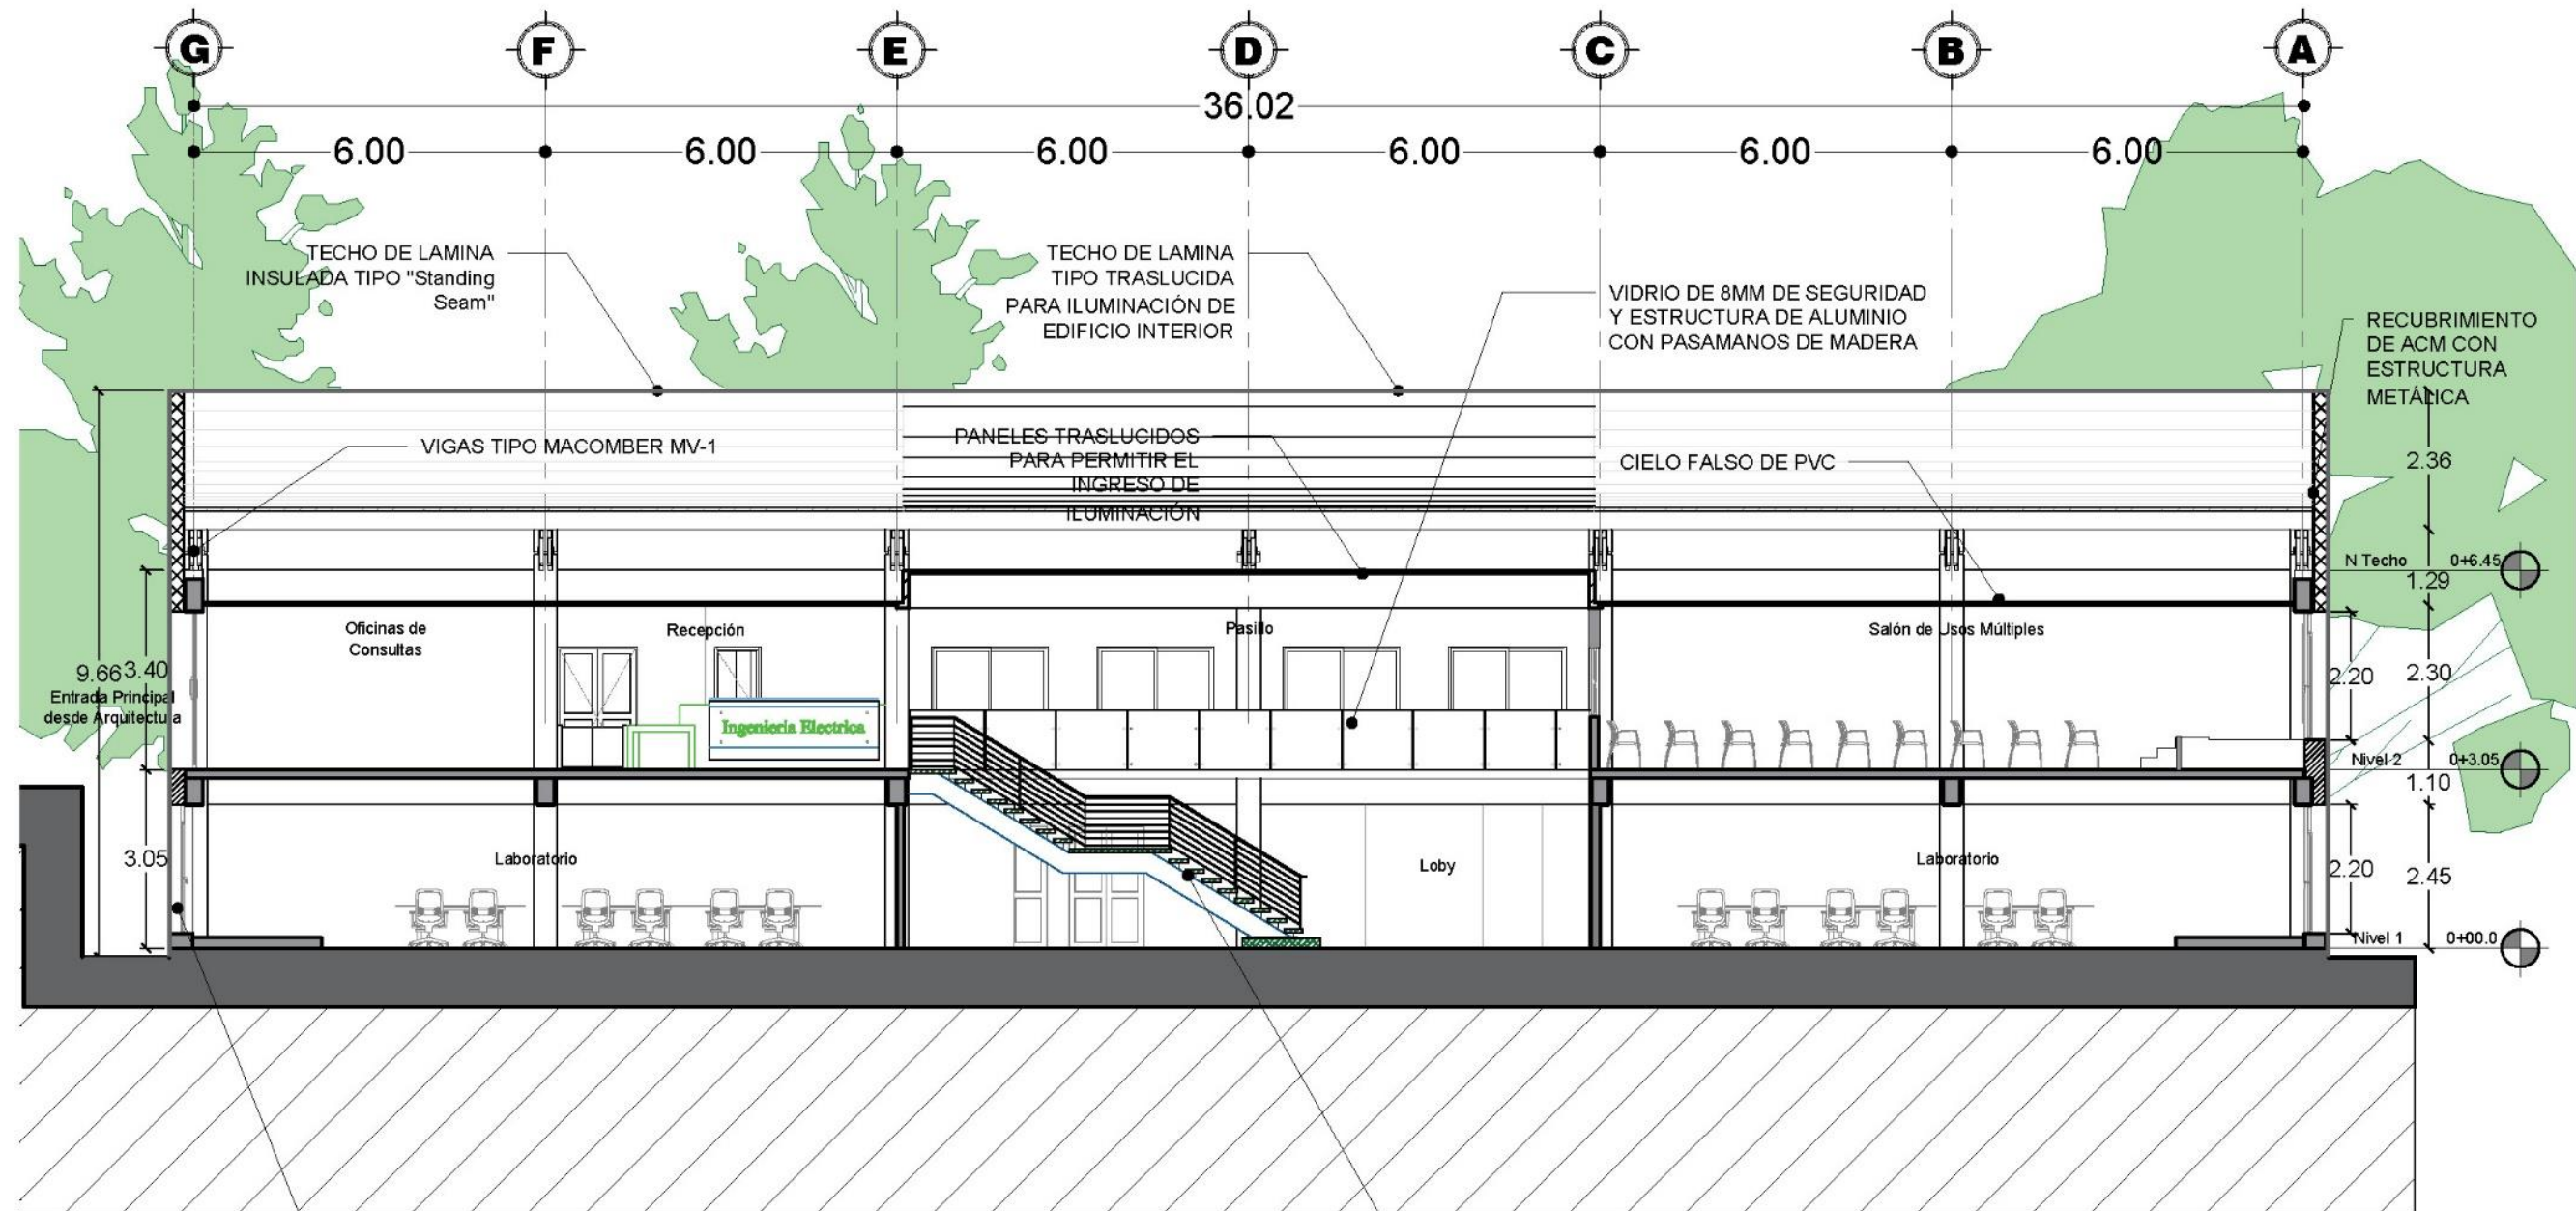 G F E D C B A
36.02
6.00 6.00 6.00 6.00 6.00 6.00
TECHO DE LAMINA
INSULADA TIPO "Standing
Seam"
TECHO DE LAMINA
TIPO TRASLUCIDA
PARA ILUMINACIÓN DE
EDIFICIO INTERIOR
VIDRIO DE 8MM DE SEGURIDAD
Y ESTRUCTURA DE ALUMINIO
CON PASAMANOS DE MADERA
RECUBRIMIENTO
DE ACM CON
ESTRUCTURA
METÁLICA
VIGAS TIPO MACOMBER MV-1
PANELES TRASLUCIDOS
PARA PERMITIR EL
INGRESO DE
ILUMINACIÓN
CIELO FALSO DE PVC
2.36
N Techo 0+6.45
1.29
Oficinas de
Consultas
Recepción
Pasillo
Salón de Usos Múltiples
9.66
3.40
2.20
2.30
Entrada Principal
desde Arquitectura
Ingenieria Electrica
Nivel 2 0+3.05
1.10
3.05
Laboratorio
Loby
Laboratorio
2.20
2.45
Nivel 1 0+00.0